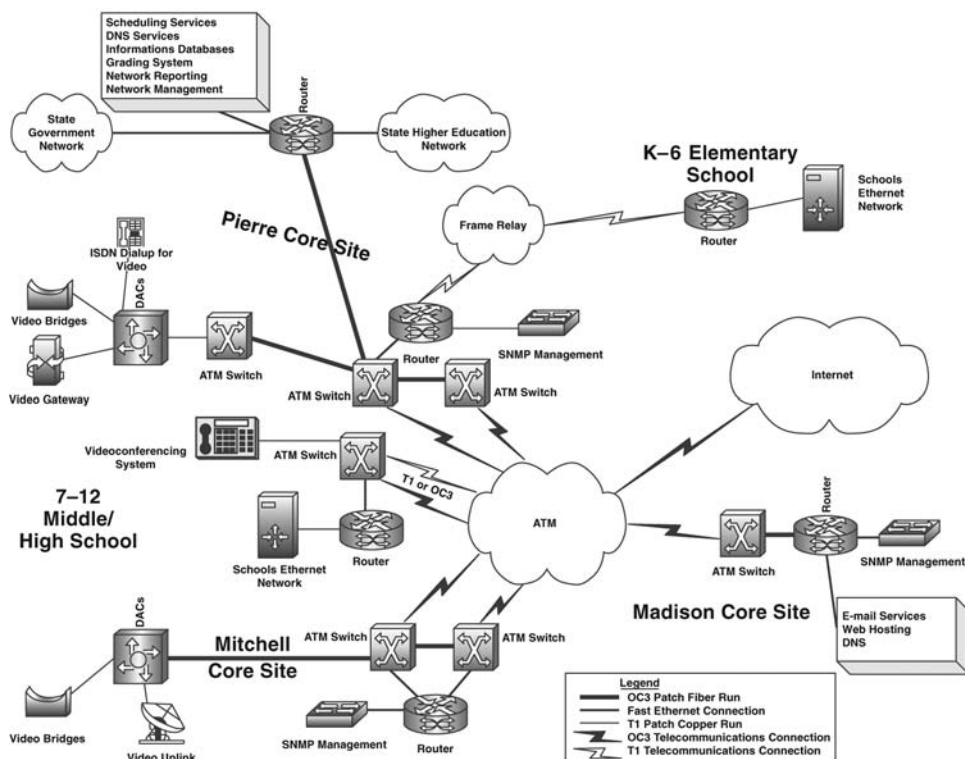 Scheduling Services
DNS Services
Informations Databases
Grading System
Network Reporting
Network Management
Router
State
Government
Network
State Higher Education
Network
K–6 Elementary
School
Schools
Ethernet
Network
Router
Frame Relay
Pierre Core Site
ISDN Dialup for
Video
DACs
Video Bridges
Video Gateway
ATM Switch
Router
SNMP Management
ATM Switch
ATM Switch
Internet
Videoconferencing
System
ATM Switch
T1 or OC3
7–12
Middle/
High School
Schools Ethernet
Network
Router
ATM
Router
ATM Switch
SNMP Management
Madison Core Site
E-mail Services
Web Hosting
DNS
DACs
Mitchell
Core Site
ATM Switch
ATM Switch
Video Bridges
Video Uplink
SNMP Management
Router
Legend
OC3 Patch Fiber Run
Fast Ethernet Connection
T1 Patch Copper Run
OC3 Telecommunications Connection
T1 Telecommunications Connection